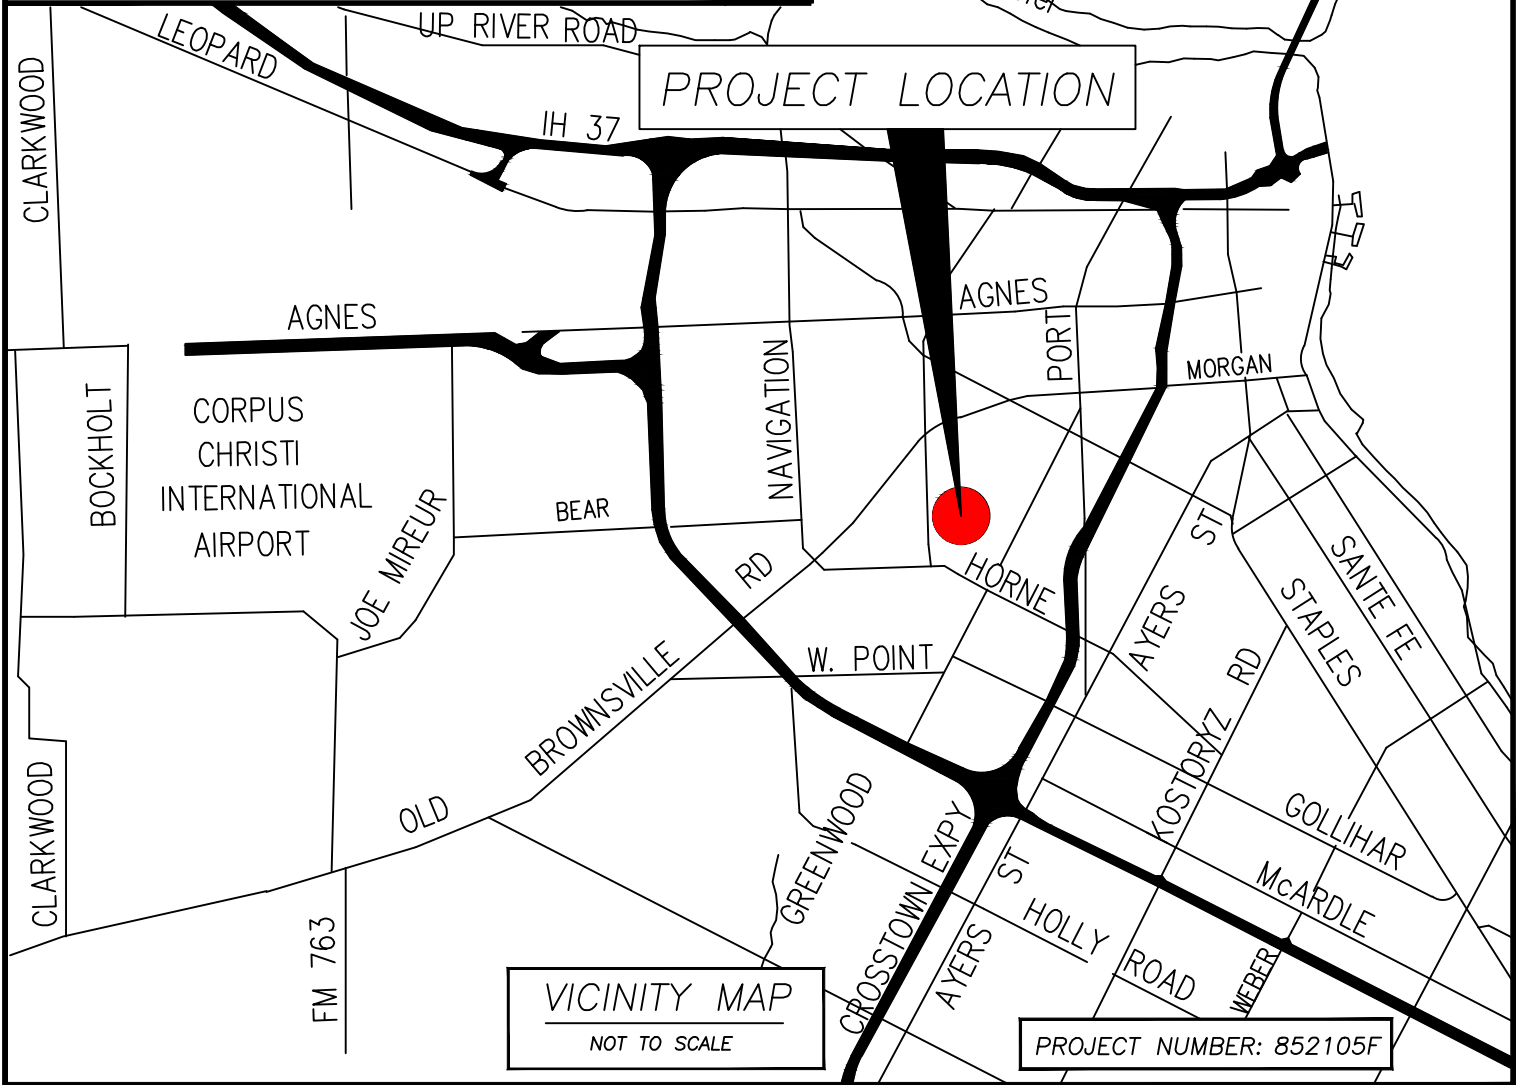 UP RIVER ROAD
LEOPARD
CLARKWOOD
PROJECT LOCATION
IH 37
AGNES
AGNES
PORT
MORGAN
NAVIGATION
BOCKHOLT
CORPUS
CHRISTI
INTERNATIONAL
AIRPORT
JOE MIREUR
BEAR
RD
HORNE
ST
AYERS
SANTE FE
STAPLES
W. POINT
BROWNSVILLE
OLD
KOSTORYZ RD
CLARKWOOD
GREENWOOD
CROSSTOWN EXPY
GOLLIHAR
McARDLE
ST
AYERS
HOLLY
ROAD
WEBER
FM 763
VICINITY MAP
NOT TO SCALE
PROJECT NUMBER: 852105F